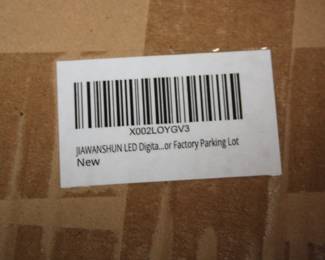 X002LOYGV3
JIAWANSHUN LED Digita...or Factory Parking Lot
New